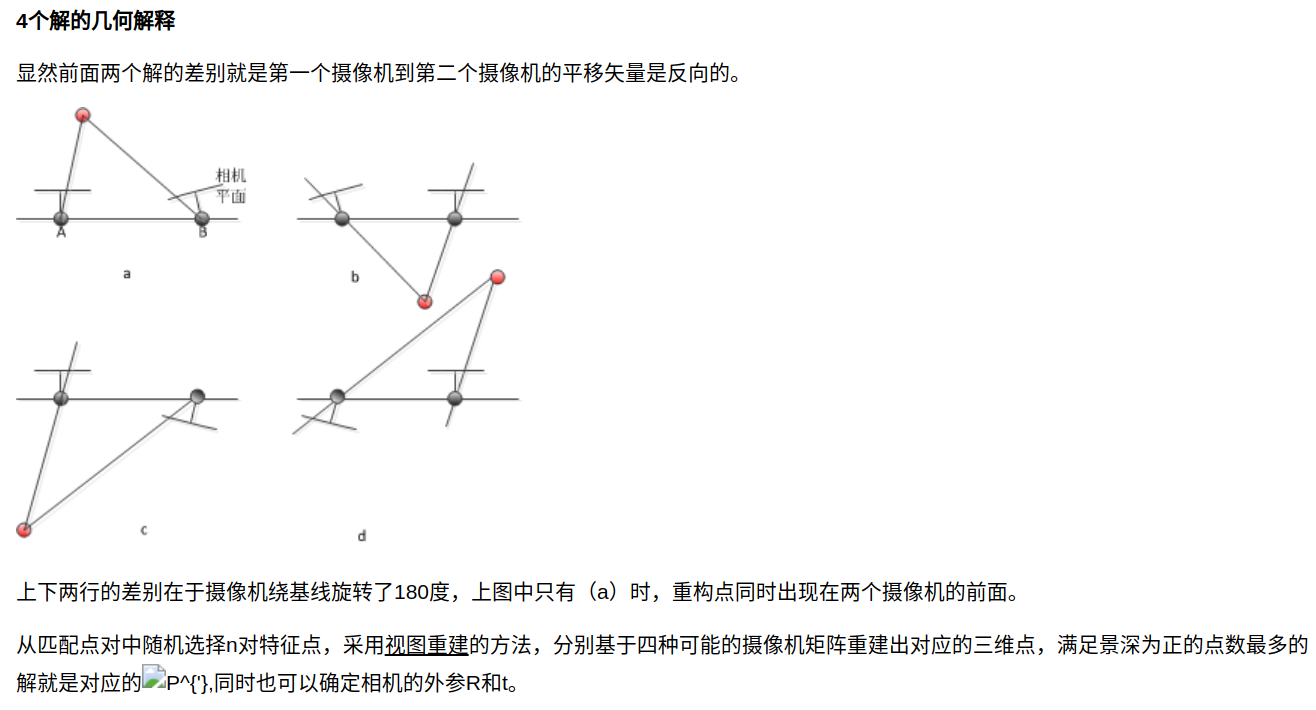 4个解的几何解释
显然前面两个解的差别就是第一个摄像机到第二个摄像机的平移矢量是反向的。
相机
平面
A
B
a
b
c
d
上下两行的差别在于摄像机绕基线旋转了180度，上图中只有（a）时，重构点同时出现在两个摄像机的前面。
从匹配点对中随机选择n对特征点，采用视图重建的方法，分别基于四种可能的摄像机矩阵重建出对应的三维点，满足景深为正的点数最多的
解就是对应的P^{'},同时也可以确定相机的外参R和t。